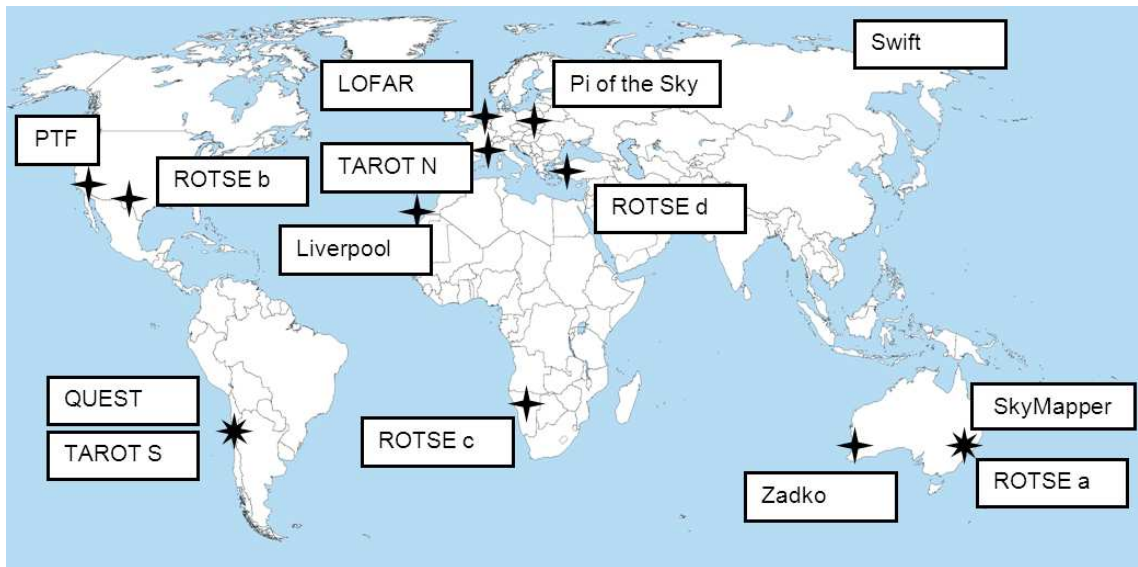 Swift
LOFAR
Pi of the Sky
PTF
ROTSE b
TAROT N
ROTSE d
Liverpool
QUEST
SkyMapper
TAROT S
ROTSE c
ROTSE a
Zadko